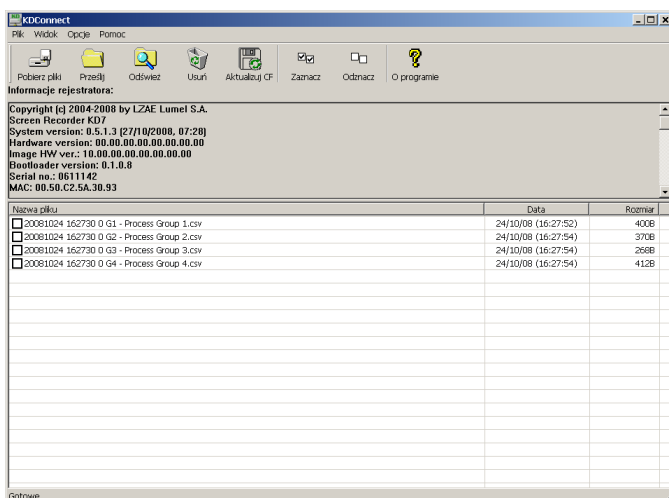 KDConnect
Plik Widok Opcje Pomoc
Pobierz pliki Prześlij Odśwież Usuń Aktualizuj CF Zaznacz Odznacz O programie
Informacje rejestratora:
Copyright (c) 2004-2008 by LZAE Lumel S.A.
Screen Recorder KD7
System version: 0.5.1.3 (27/10/2008, 07:28)
Hardware version: 00.00.00.00.00.00.00.00
Image HW ver.: 10.00.00.00.00.00.00.00
Bootloader version: 0.1.0.8
Serial no.: 0611142
MAC: 00.50.C2.5A.30.93
Nazwa pliku Data Rozmiar
20081024 162730 0 G1 - Process Group 1.csv 24/10/08 (16:27:52) 400B
20081024 162730 0 G2 - Process Group 2.csv 24/10/08 (16:27:54) 370B
20081024 162730 0 G3 - Process Group 3.csv 24/10/08 (16:27:54) 268B
20081024 162730 0 G4 - Process Group 4.csv 24/10/08 (16:27:54) 412B
Gotowe